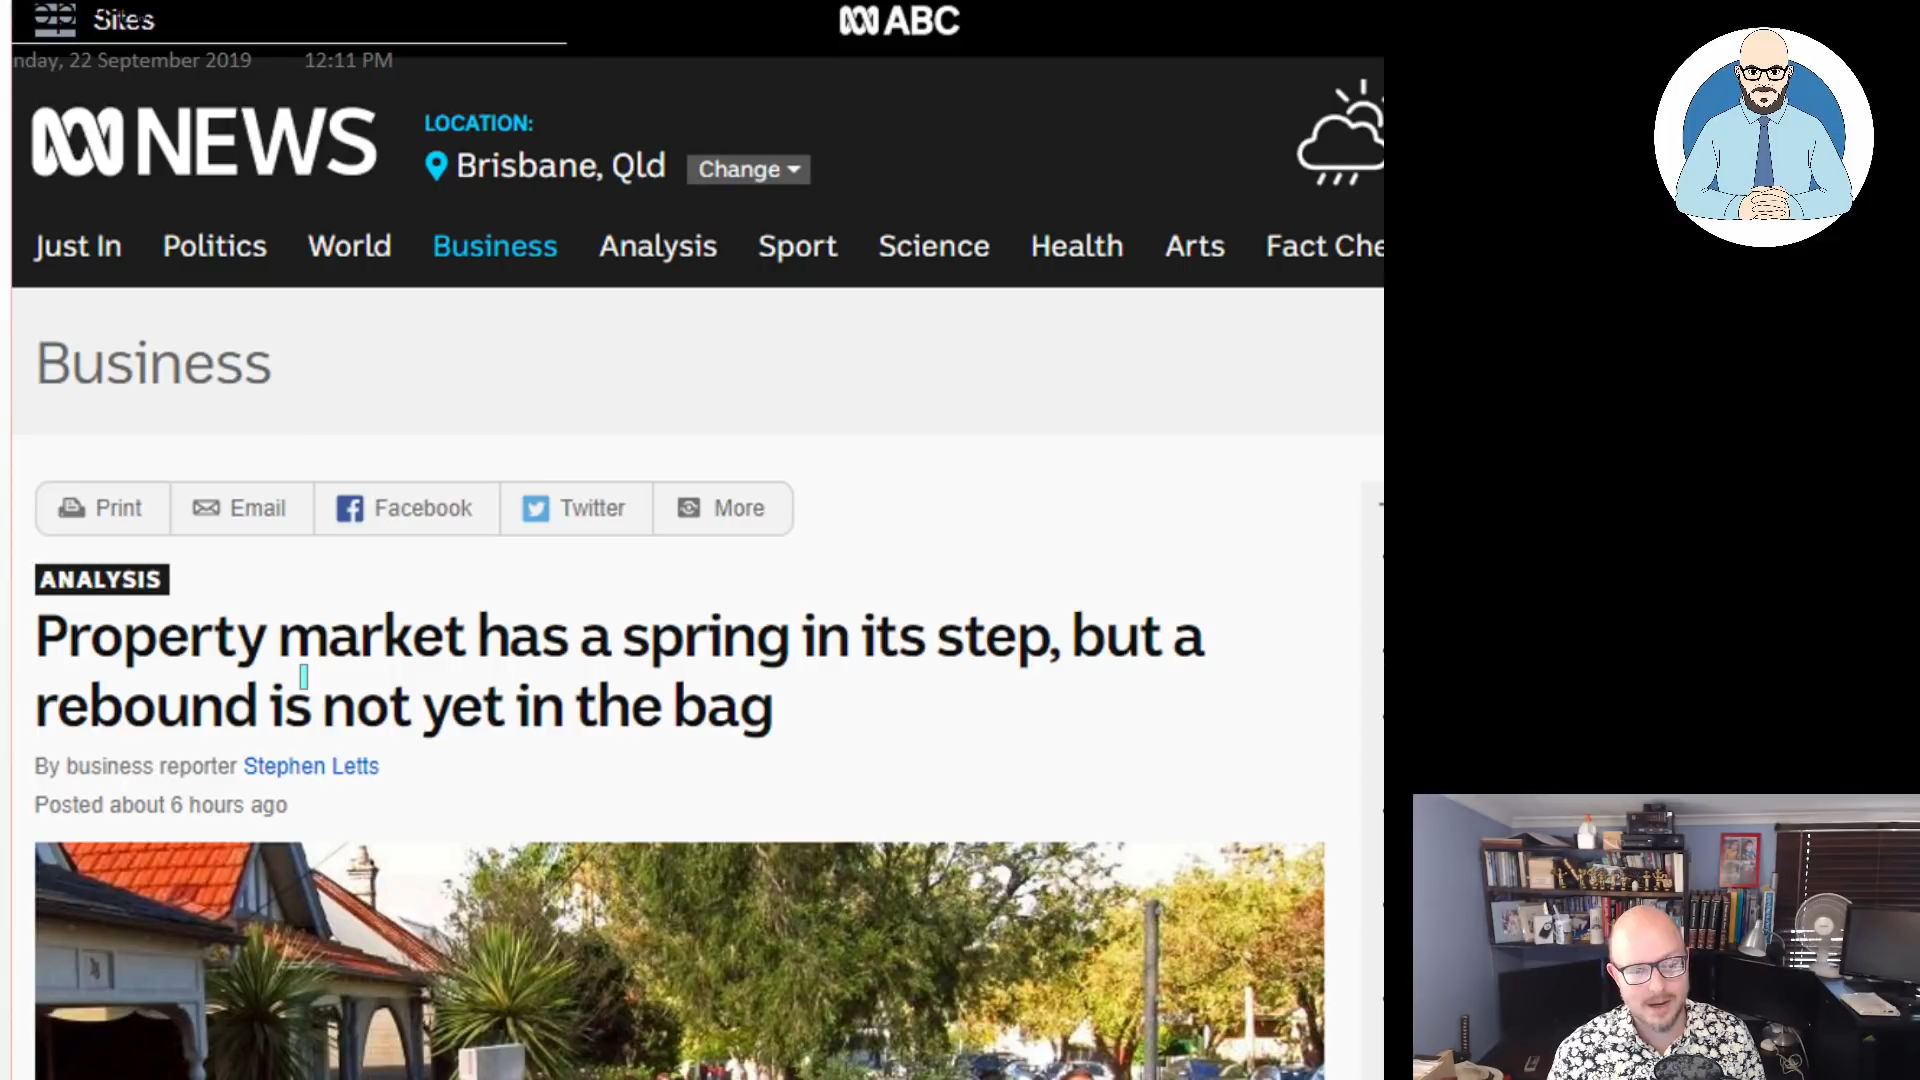 Sites
ABC
nday, 22 September 2019 12:11 PM
NEWS
LOCATION:
Brisbane, Qld Change
Just In Politics World Business Analysis Sport Science Health Arts Fact Che
Business
Print Email Facebook Twitter More
ANALYSIS
Property market has a spring in its step, but a
rebound is not yet in the bag
By business reporter Stephen Letts
Posted about 6 hours ago